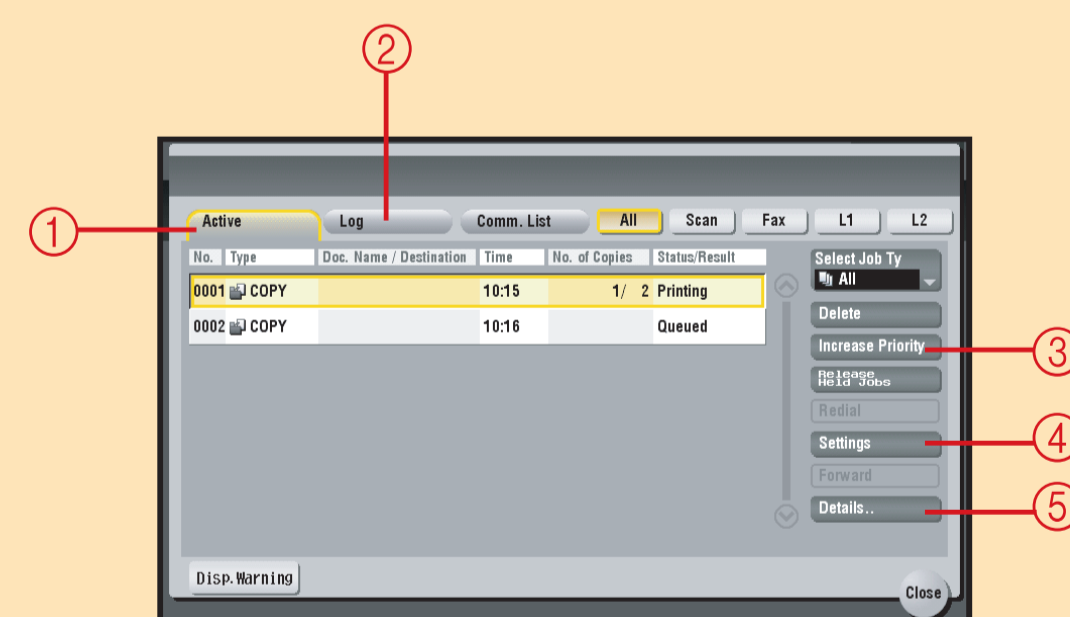 ②
①
Active Log Comm. List All Scan Fax L1 L2
No. Type Doc. Name / Destination Time No. of Copies Status/Result
Select Job Ty
All
0001 COPY 10:15 1/ 2 Printing
Delete
0002 COPY 10:16 Queued
Increase Priority
③
Release
Held Jobs
Redial
Settings
④
Forward
Details..
⑤
Disp.Warning
Close